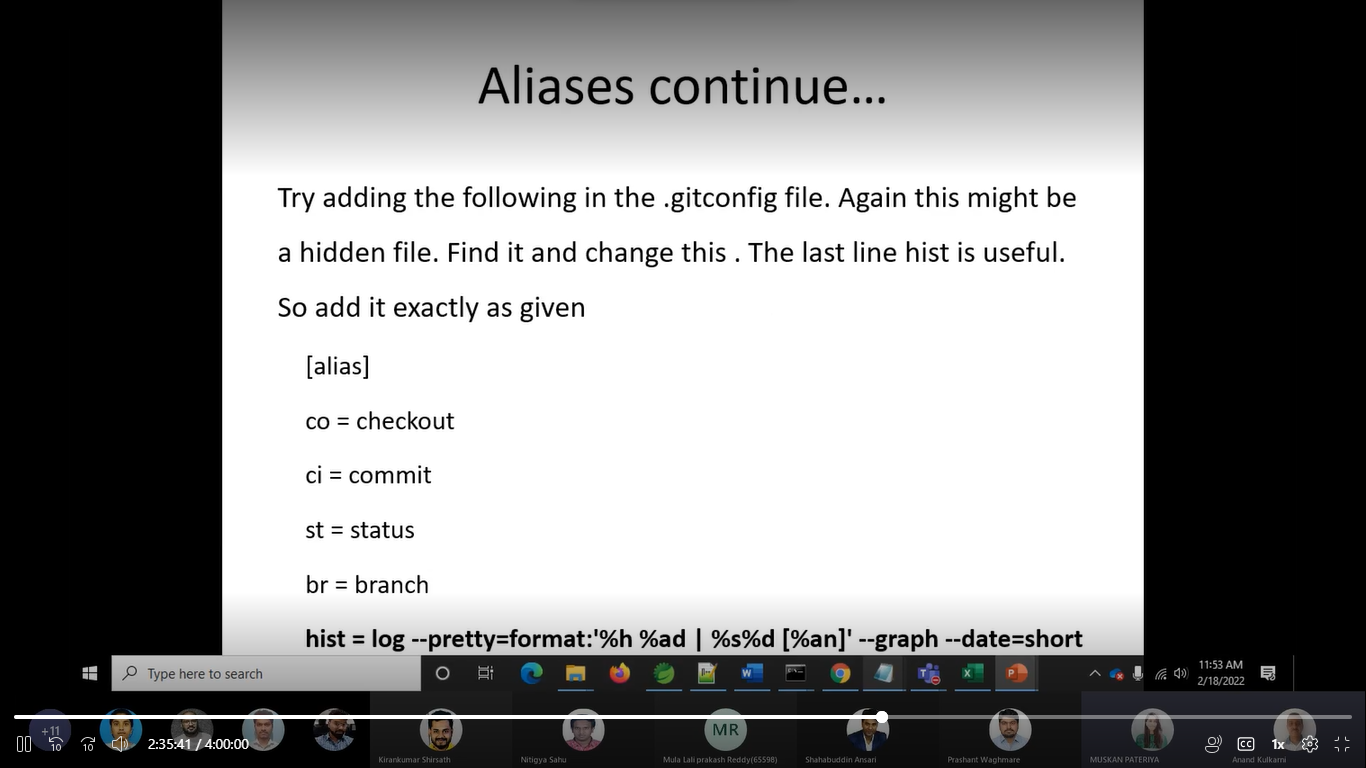 Aliases continue...
Try adding the following in the .gitconfig file. Again this might be
a hidden file. Find it and change this . The last line hist is useful.
So add it exactly as given
[alias]
co = checkout
ci = commit
st = status
br = branch
hist = log --pretty=format:'%h %ad | %s%d [%an]' --graph --date=short
Type here to search
11:53 AM
2/18/2022
+11
MR
10
10
2:35:41 / 4:00:00
CC
1x
Kirankumar Shirsath
Nitigya Sahu
Mula Lali prakash Reddy(65598)
Shahabuddin Ansari
Prashant Waghmare
MUSKAN PATERIYA
Anand Kulkarni